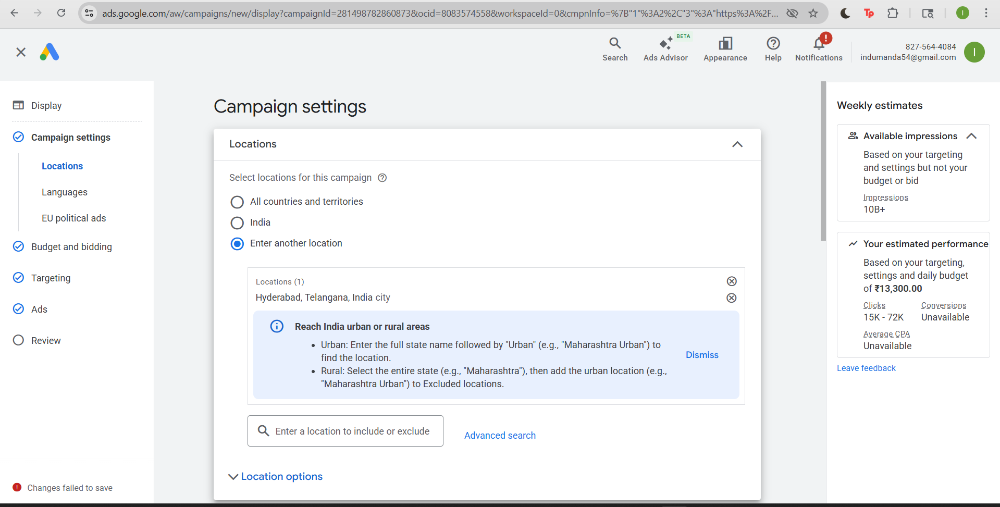 ads.google.com/aw/campaigns/new/display?campaignId=281498782860873&ocid=8083574558&workspaceId=0&cmpnInfo=%7B"1"%3A2%2C"3"%3A"https%3A%2F...
Tp
I
BETA
Search
Ads Advisor
Appearance
Help
Notifications
827-564-4084
indumanda54@gmail.com
I
Display
Campaign settings
Locations
Languages
EU political ads
Budget and bidding
Targeting
Ads
Review
Changes failed to save
Campaign settings
Locations
Select locations for this campaign
All countries and territories
India
Enter another location
Locations (1)
Hyderabad, Telangana, India city
Reach India urban or rural areas
• Urban: Enter the full state name followed by "Urban" (e.g., "Maharashtra Urban") to
find the location.
• Rural: Select the entire state (e.g., "Maharashtra"), then add the urban location (e.g.,
"Maharashtra Urban") to Excluded locations.
Dismiss
Enter a location to include or exclude
Advanced search
Location options
Weekly estimates
Available impressions
Based on your targeting
and settings but not your
budget or bid
Impressions
10B+
Your estimated performance
Based on your targeting,
settings and daily budget
of ₹13,300.00
Clicks Conversions
15K - 72K Unavailable
Average CPA
Unavailable
Leave feedback